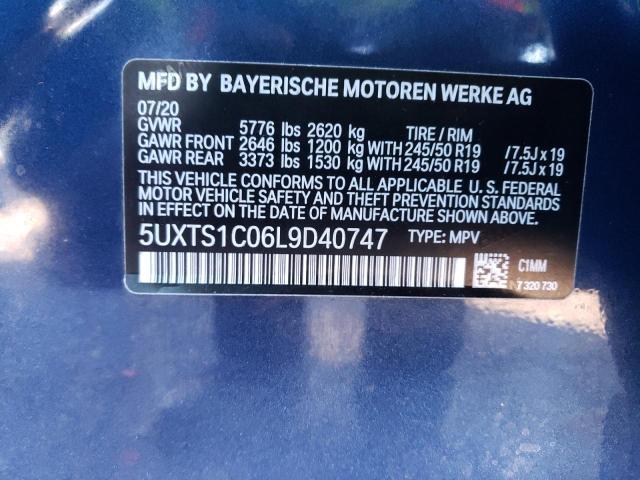 MFD BY BAYERISCHE MOTOREN WERKE AG
07/20
GVWR 5776 lbs 2620 kg TIRE / RIM
GAWR FRONT 2646 lbs 1200 kg WITH 245/50 R19 /7.5J x 19
GAWR REAR 3373 lbs 1530 kg WITH 245/50 R19 /7.5J x 19
THIS VEHICLE CONFORMS TO ALL APPLICABLE U. S. FEDERAL
MOTOR VEHICLE SAFETY AND THEFT PREVENTION STANDARDS
IN EFFECT ON THE DATE OF MANUFACTURE SHOWN ABOVE.
5UXTS1C06L9D40747 TYPE: MPV
C1MM
7 320 730